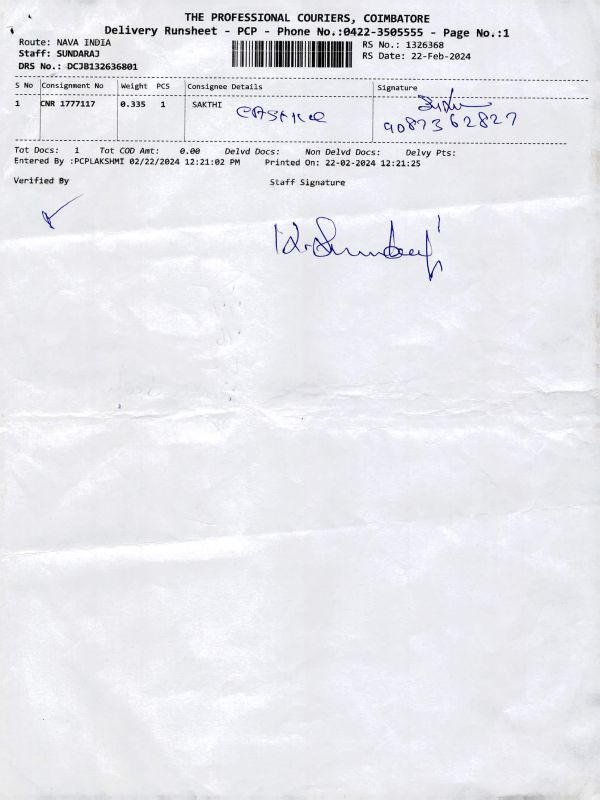 THE PROFESSIONAL COURIERS, COIMBATORE
Delivery Runsheet - PCP - Phone No.:0422-3505555 - Page No.:1
Route: NAVA INDIA
Staff: SUNDARAJ
DRS No.: DCJB132636801
RS No.: 1326368
RS Date: 22-Feb-2024
S No Consignment No Weight PCS Consignee Details Signature
1 CNR 1777117 0.335 1 SAKTHI
9087362827
Tot Docs: 1 Tot COD Amt: 0.00 Delvd Docs: Non Delvd Docs: Delvy Pts:
Entered By :PCPLAKSHMI 02/22/2024 12:21:02 PM Printed On: 22-02-2024 12:21:25
Verified By Staff Signature